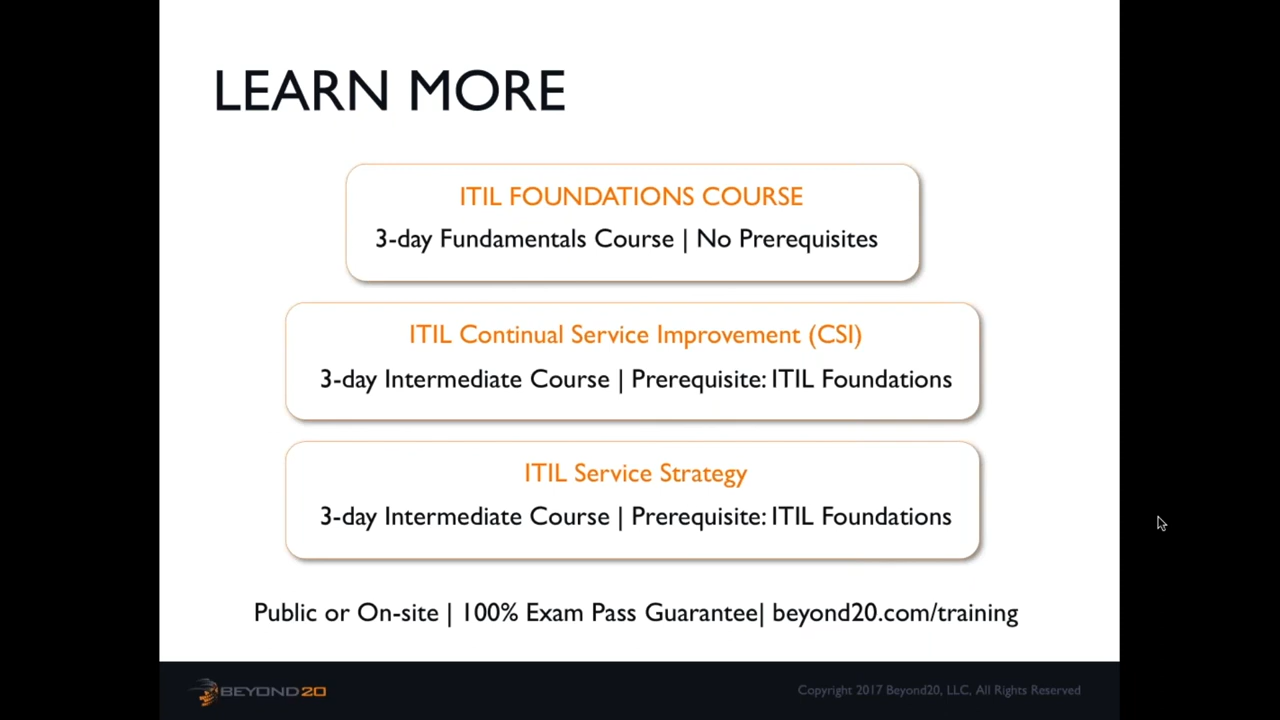 LEARN MORE
ITIL FOUNDATIONS COURSE
3-day Fundamentals Course | No Prerequisites
ITIL Continual Service Improvement (CSI)
3-day Intermediate Course | Prerequisite: ITIL Foundations
ITIL Service Strategy
3-day Intermediate Course | Prerequisite: ITIL Foundations
Public or On-site | 100% Exam Pass Guarantee| beyond20.com/training
BEYOND20
Copyright 2017 Beyond20, LLC, All Rights Reserved